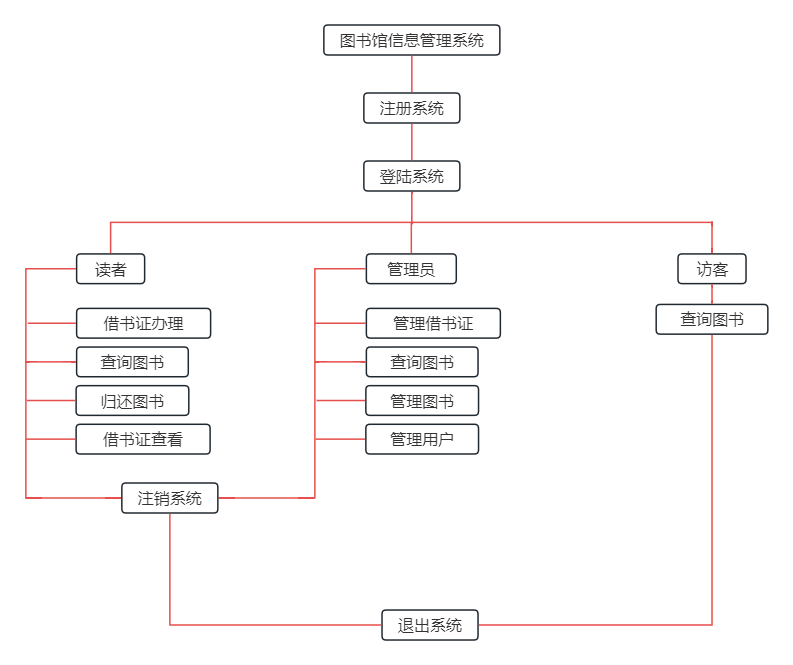 图书馆信息管理系统
注册系统
登陆系统
读者
管理员
访客
借书证办理
管理借书证
查询图书
查询图书
查询图书
归还图书
管理图书
借书证查看
管理用户
注销系统
退出系统